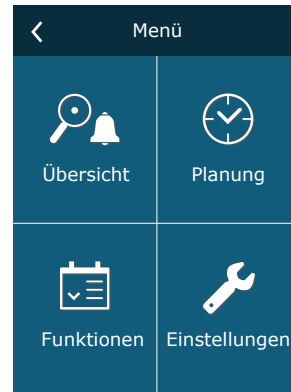 Menü
Übersicht
Planung
Funktionen
Einstellungen